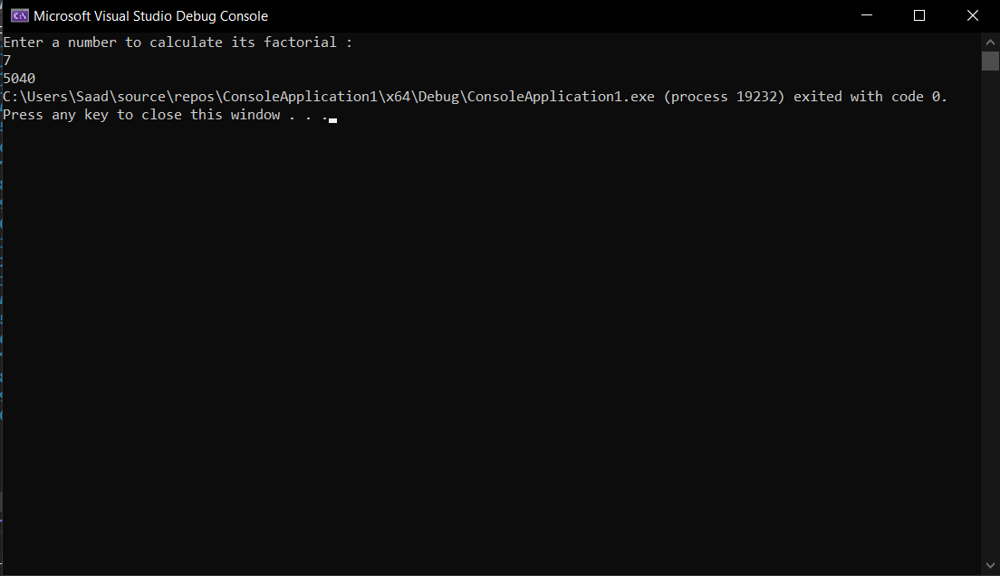 Microsoft Visual Studio Debug Console
Enter a number to calculate its factorial :
7
5040
C:\Users\Saad\source\repos\ConsoleApplication1\x64\Debug\ConsoleApplication1.exe (process 19232) exited with code 0.
Press any key to close this window . . .